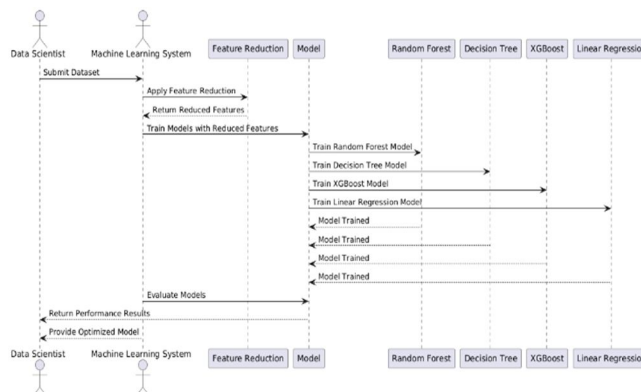 Data Scientist
Machine Learning System
Feature Reduction
Model
Random Forest
Decision Tree
XGBoost
Linear Regressio
Submit Dataset
Apply Feature Reduction
Return Reduced Features
Train Models with Reduced Features
Train Random Forest Model
Train Decision Tree Model
Train XGBoost Model
Train Linear Regression Model
Model Trained
Model Trained
Model Trained
Model Trained
Evaluate Models
Return Performance Results
Provide Optimized Model
Data Scientist
Machine Learning System
Feature Reduction
Model
Random Forest
Decision Tree
XGBoost
Linear Regressio